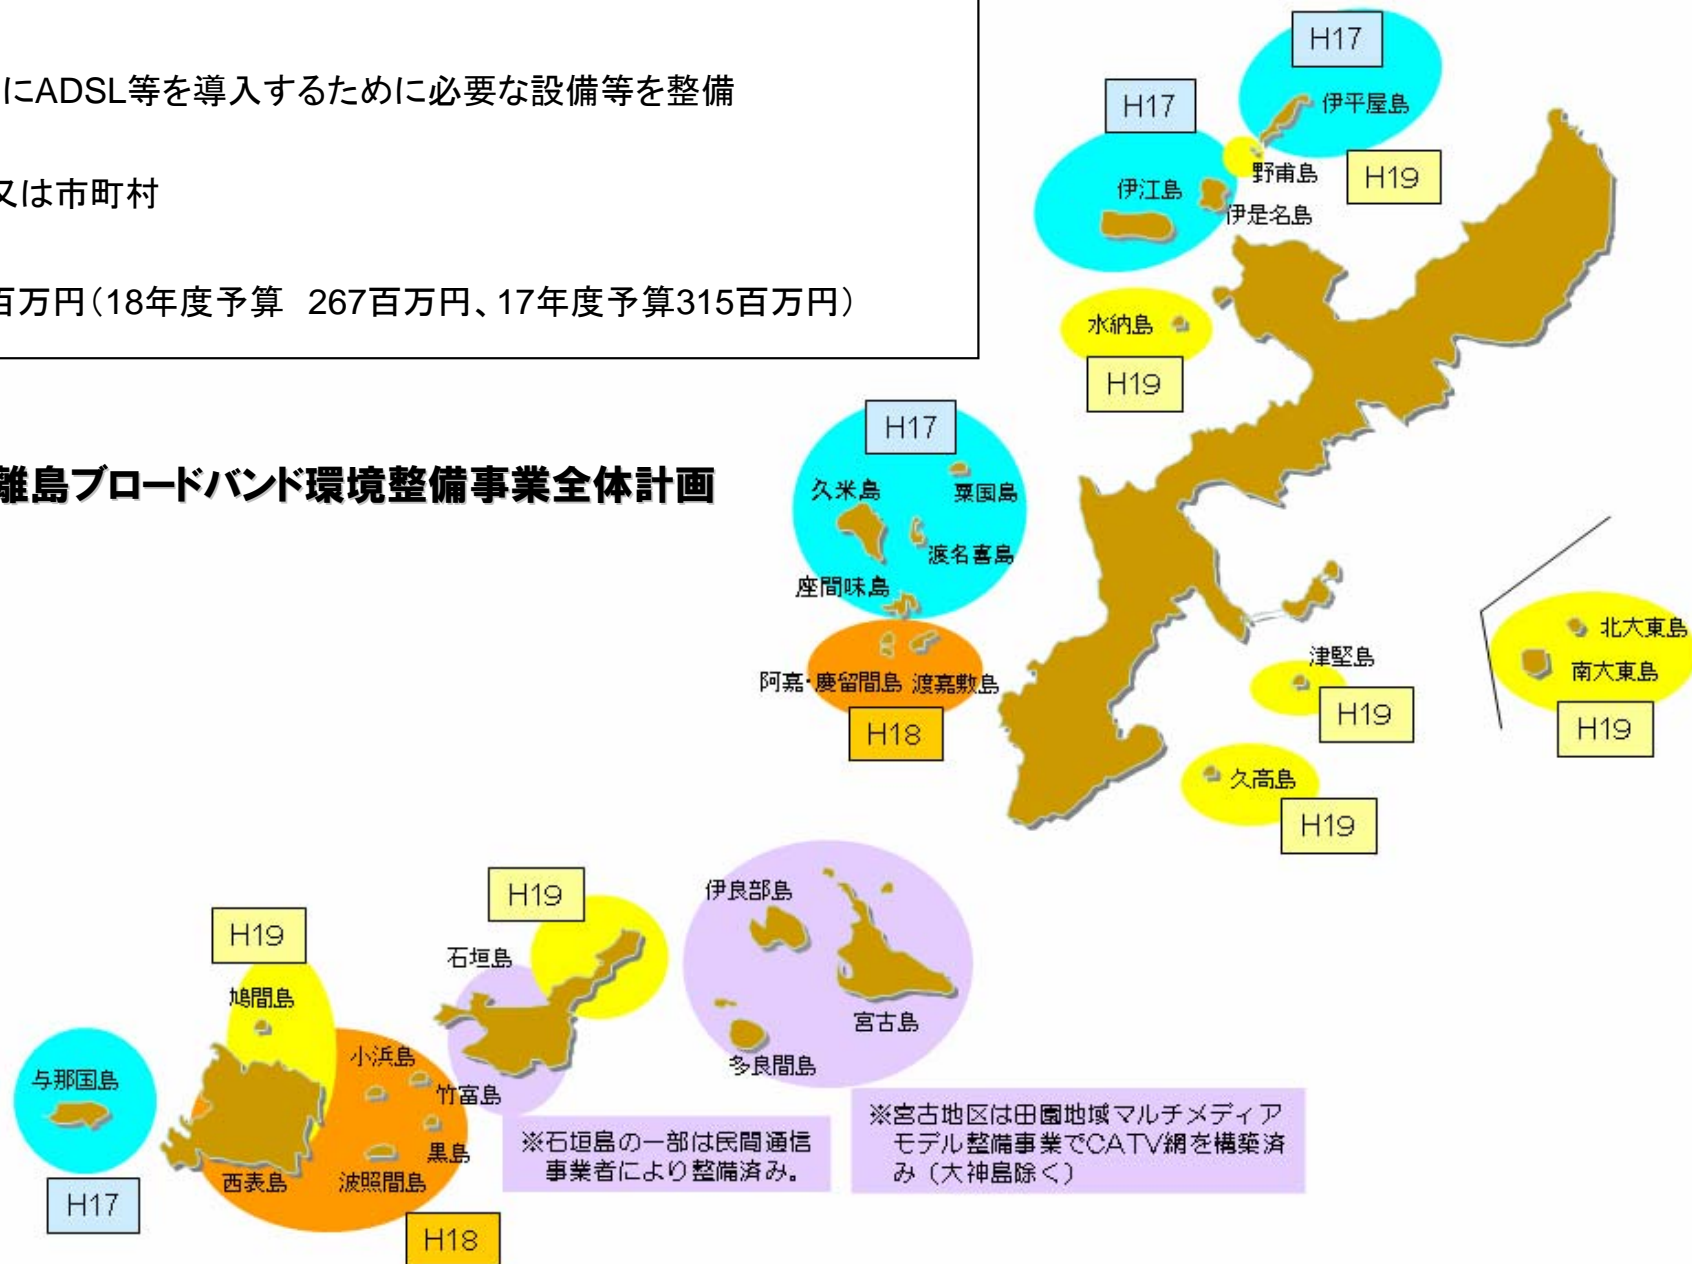 にADSL等を導入するために必要な設備等を整備
又は市町村
百万円(18年度予算 267百万円、17年度予算315百万円)
離島ブロードバンド環境整備事業全体計画
H17
伊平屋島
H17
野甫島
H19
伊江島
伊是名島
水納島
H19
H17
久米島
粟国島
渡名喜島
座間味島
阿嘉・慶留間島
渡嘉敷島
H18
津堅島
H19
北大東島
南大東島
H19
久高島
H19
伊良部島
宮古島
多良間島
※宮古地区は田園地域マルチメディア
モデル整備事業でCATV網を構築済
み(大神島除く)
H19
石垣島
※石垣島の一部は民間通信
事業者により整備済み。
H19
鳩間島
小浜島
竹富島
黒島
波照間島
西表島
H18
与那国島
H17